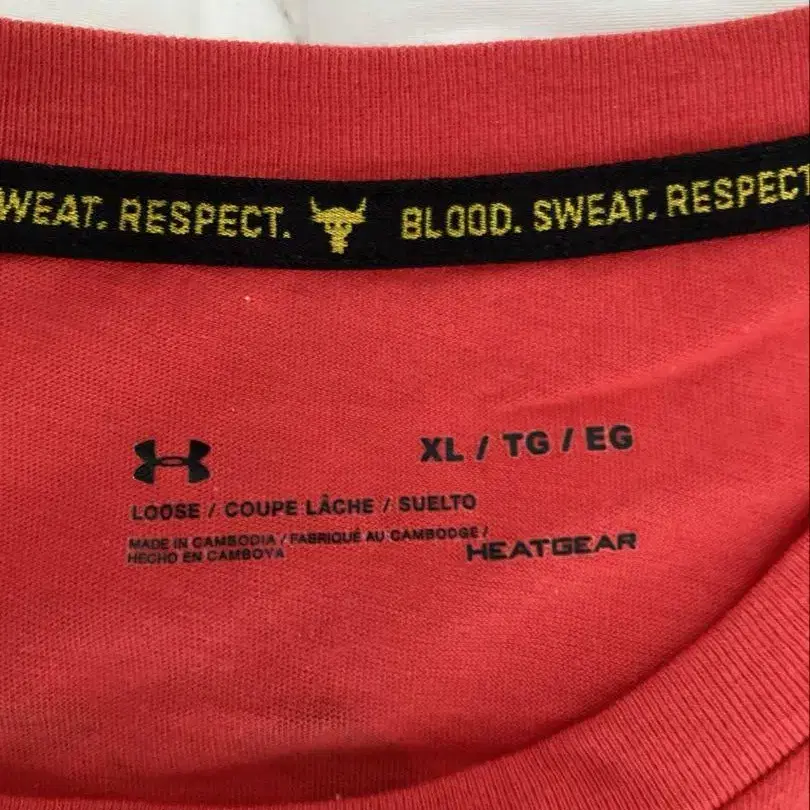 WEAT. RESPECT. BLOOD. SWEAT. RESPECT
XL / TG / EG
LOOSE / COUPE LÂCHE / SUELTO
MADE IN CAMBODIA / FABRIQUÉ AU CAMBODGE /
HECHO EN CAMBOYA
HEATGEAR